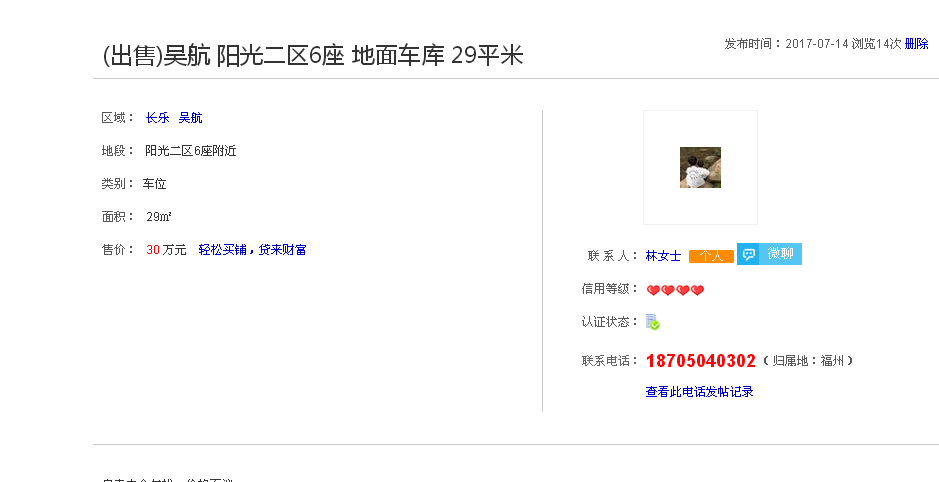 (出售)吴航 阳光二区6座 地面车库 29平米
发布时间：2017-07-14 浏览14次 删除
区域： 长乐 吴航
地段： 阳光二区6座附近
类别： 车位
面积： 29㎡
售价： 30 万元 轻松买铺，贷来财富
联 系 人： 林女士 个人 微聊
信用等级：
认证状态：
联系电话： 18705040302 （ 归属地：福州 ）
查看此电话发帖记录